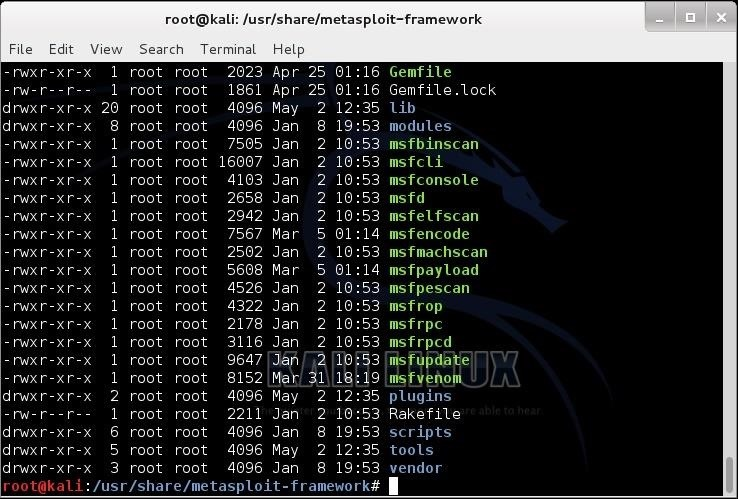 root@kali: /usr/share/metasploit-framework
File Edit View Search Terminal Help
-rwxr-xr-x  1 root root  2023 Apr 25 01:16 Gemfile
-rw-r--r--  1 root root  1861 Apr 25 01:16 Gemfile.lock
drwxr-xr-x 20 root root  4096 May  2 12:35 lib
drwxr-xr-x  8 root root  4096 Jan  8 19:53 modules
-rwxr-xr-x  1 root root  7505 Jan  2 10:53 msfbinscan
-rwxr-xr-x  1 root root 16007 Jan  2 10:53 msfcli
-rwxr-xr-x  1 root root  4103 Jan  2 10:53 msfconsole
-rwxr-xr-x  1 root root  2658 Jan  2 10:53 msfd
-rwxr-xr-x  1 root root  2942 Jan  2 10:53 msfelfscan
-rwxr-xr-x  1 root root  7567 Mar  5 01:14 msfencode
-rwxr-xr-x  1 root root  2502 Jan  2 10:53 msfmachscan
-rwxr-xr-x  1 root root  5608 Mar  5 01:14 msfpayload
-rwxr-xr-x  1 root root  4526 Jan  2 10:53 msfpescan
-rwxr-xr-x  1 root root  4322 Jan  2 10:53 msfrop
-rwxr-xr-x  1 root root  2178 Jan  2 10:53 msfrpc
-rwxr-xr-x  1 root root  3116 Jan  2 10:53 msfrpcd
-rwxr-xr-x  1 root root  9647 Jan  2 10:53 msfupdate
-rwxr-xr-x  1 root root  8152 Mar 31 18:19 msfvenom
drwxr-xr-x  2 root root  4096 May  2 12:35 plugins
-rw-r--r--  1 root root  2211 Jan  2 10:53 Rakefile
drwxr-xr-x  6 root root  4096 Jan  8 19:53 scripts
drwxr-xr-x  5 root root  4096 May  2 12:35 tools
drwxr-xr-x  3 root root  4096 Jan  8 19:53 vendor
root@kali:/usr/share/metasploit-framework#
KALI LINUX
are able to hear